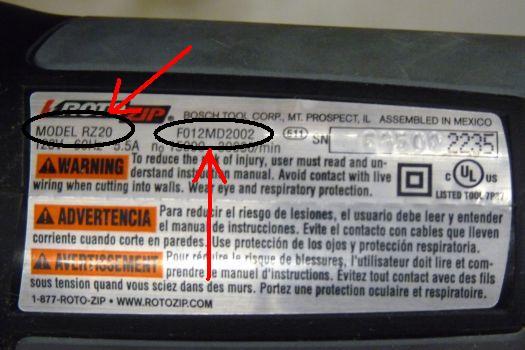 ROTOZIP BOSCH TOOL CORP., MT. PROSPECT, IL ASSEMBLED IN MEXICO
MODEL RZ20 F012MD2002 511 SN 2235
120V 60Hz 5.5A n₀ /min
WARNING To reduce the risk of injury, user must read and un-
derstand instruction manual. Avoid contact with live
wiring when cutting into walls. Wear eye and respiratory protection.
C UL US
LISTED TOOL
ADVERTENCIA Para reducir el riesgo de lesiones, el usuario debe leer y entender
el manual de instrucciones. Evite el contacto con cables que lleven
corriente cuando corte en paredes. Use protección de los ojos y protección respiratoria.
AVERTISSEMENT Pour réduire le risque de blessures, l'utilisateur doit lire et com-
prendre le manuel d'instructions. Évitez tout contact avec des fils
sous tension quand vous sciez dans des murs. Portez une protection oculaire et respiratoire.
1-877-ROTO-ZIP • WWW.ROTOZIP.COM